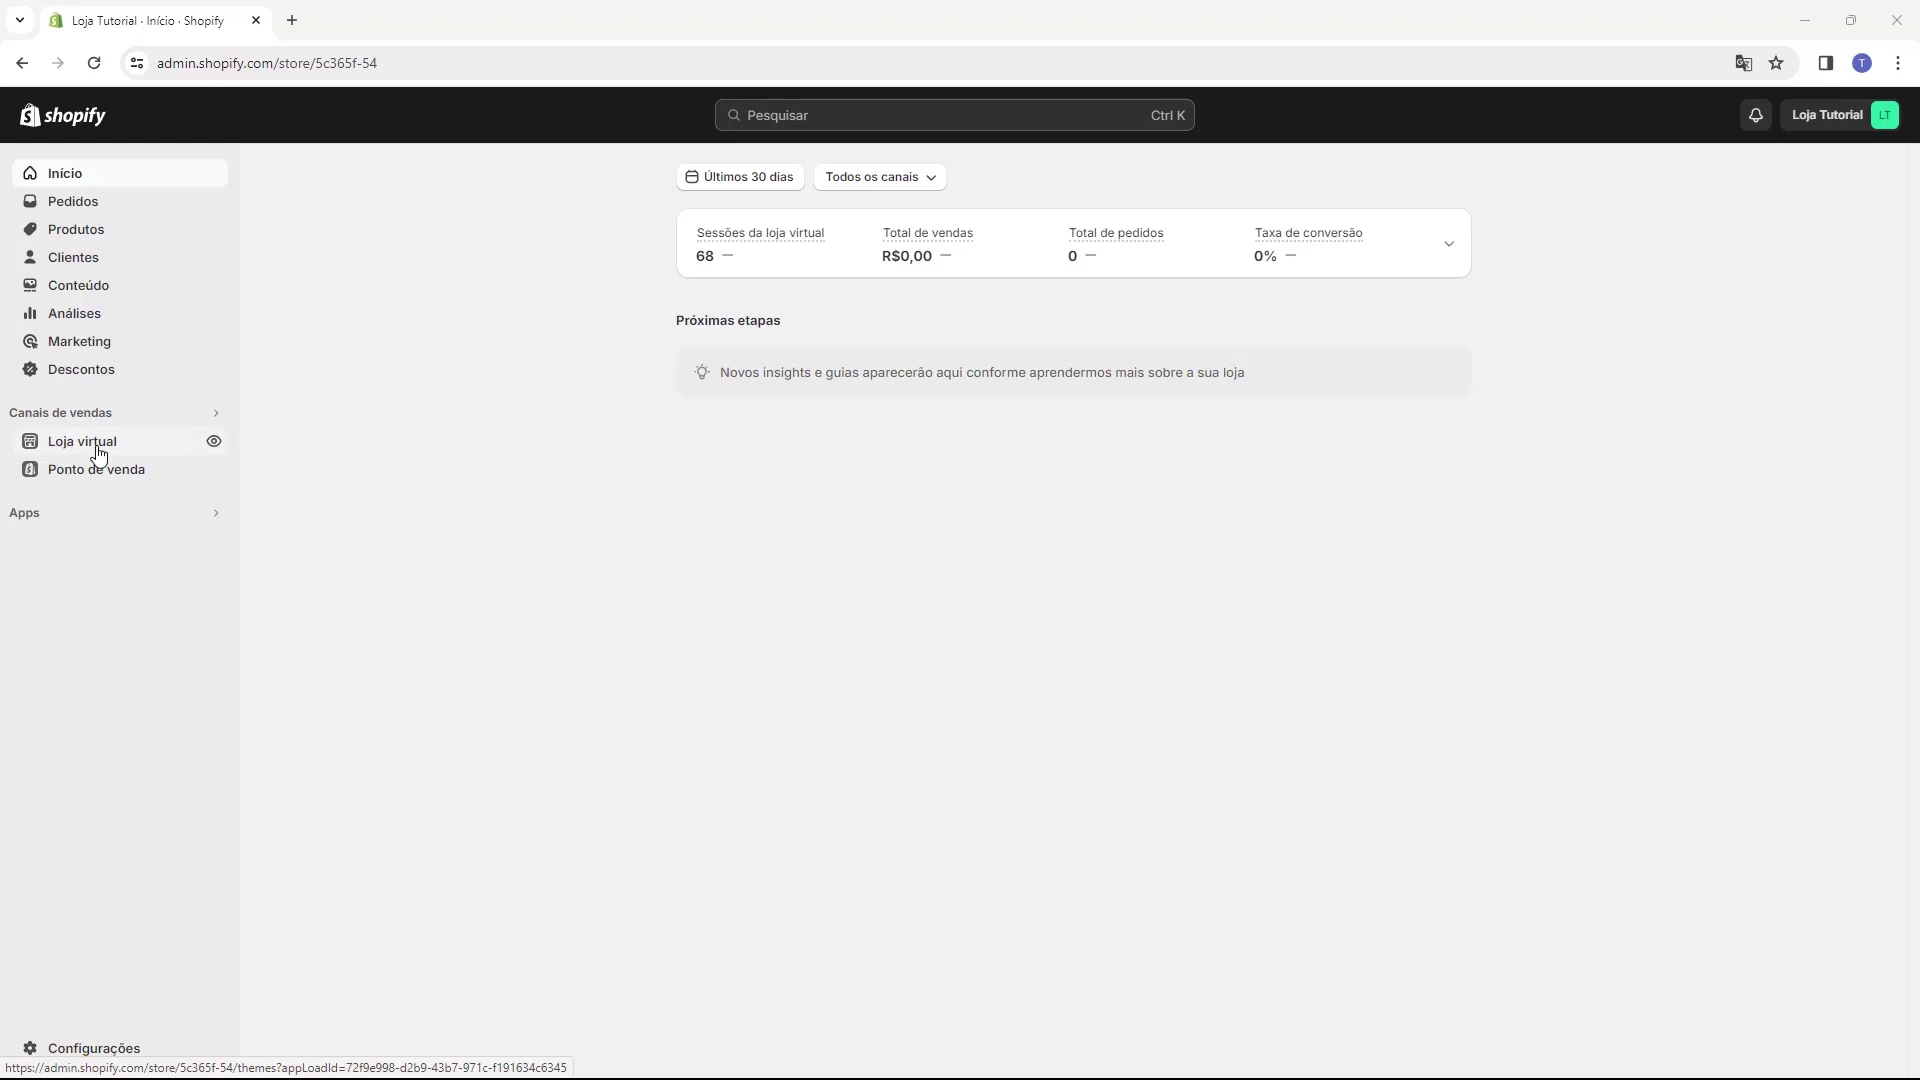 Loja Tutorial · Início · Shopify
admin.shopify.com/store/5c365f-54
T
shopify
Pesquisar
Ctrl K
Loja Tutorial
LT
Início
Pedidos
Produtos
Clientes
Conteúdo
Análises
Marketing
Descontos
Canais de vendas
Loja virtual
Ponto de venda
Apps
Configurações
Últimos 30 dias
Todos os canais
Sessões da loja virtual
68 —
Total de vendas
R$0,00 —
Total de pedidos
0 —
Taxa de conversão
0% —
Próximas etapas
Novos insights e guias aparecerão aqui conforme aprendermos mais sobre a sua loja
https://admin.shopify.com/store/5c365f-54/themes?appLoadId=72f9e998-d2b9-43b7-971c-f191634c6345